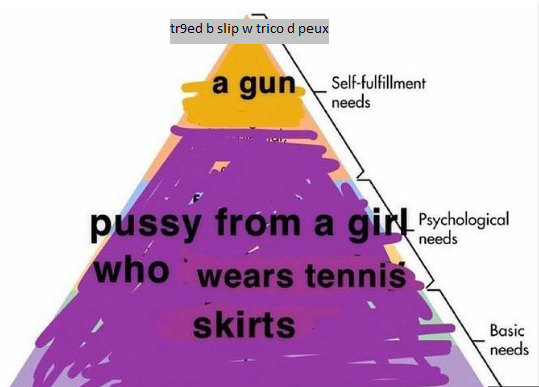 tr9ed b slip w trico d peux
a gun
Self-fulfillment
needs
pussy from a girl
Psychological
needs
who wears tennis
skirts
Basic
needs